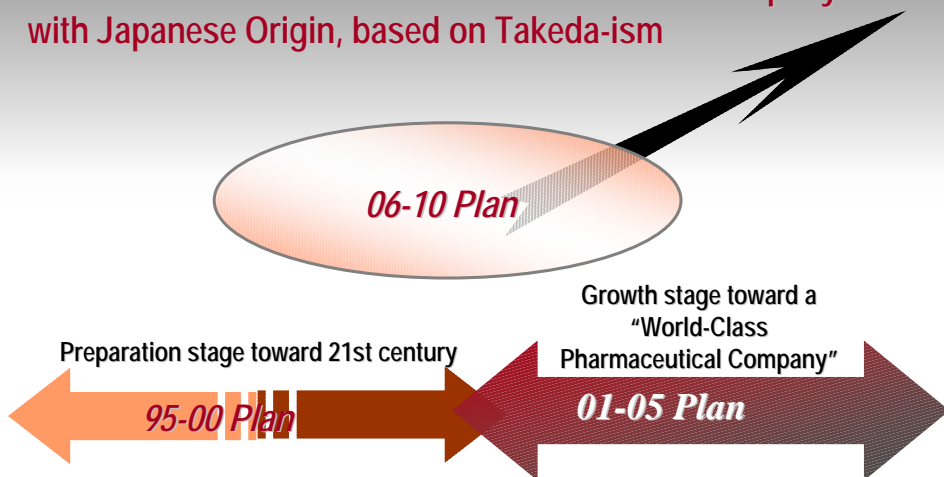 with Japanese Origin, based on Takeda-ism
06-10 Plan
Growth stage toward a
“World-Class
Pharmaceutical Company”
Preparation stage toward 21st century
95-00 Plan
01-05 Plan